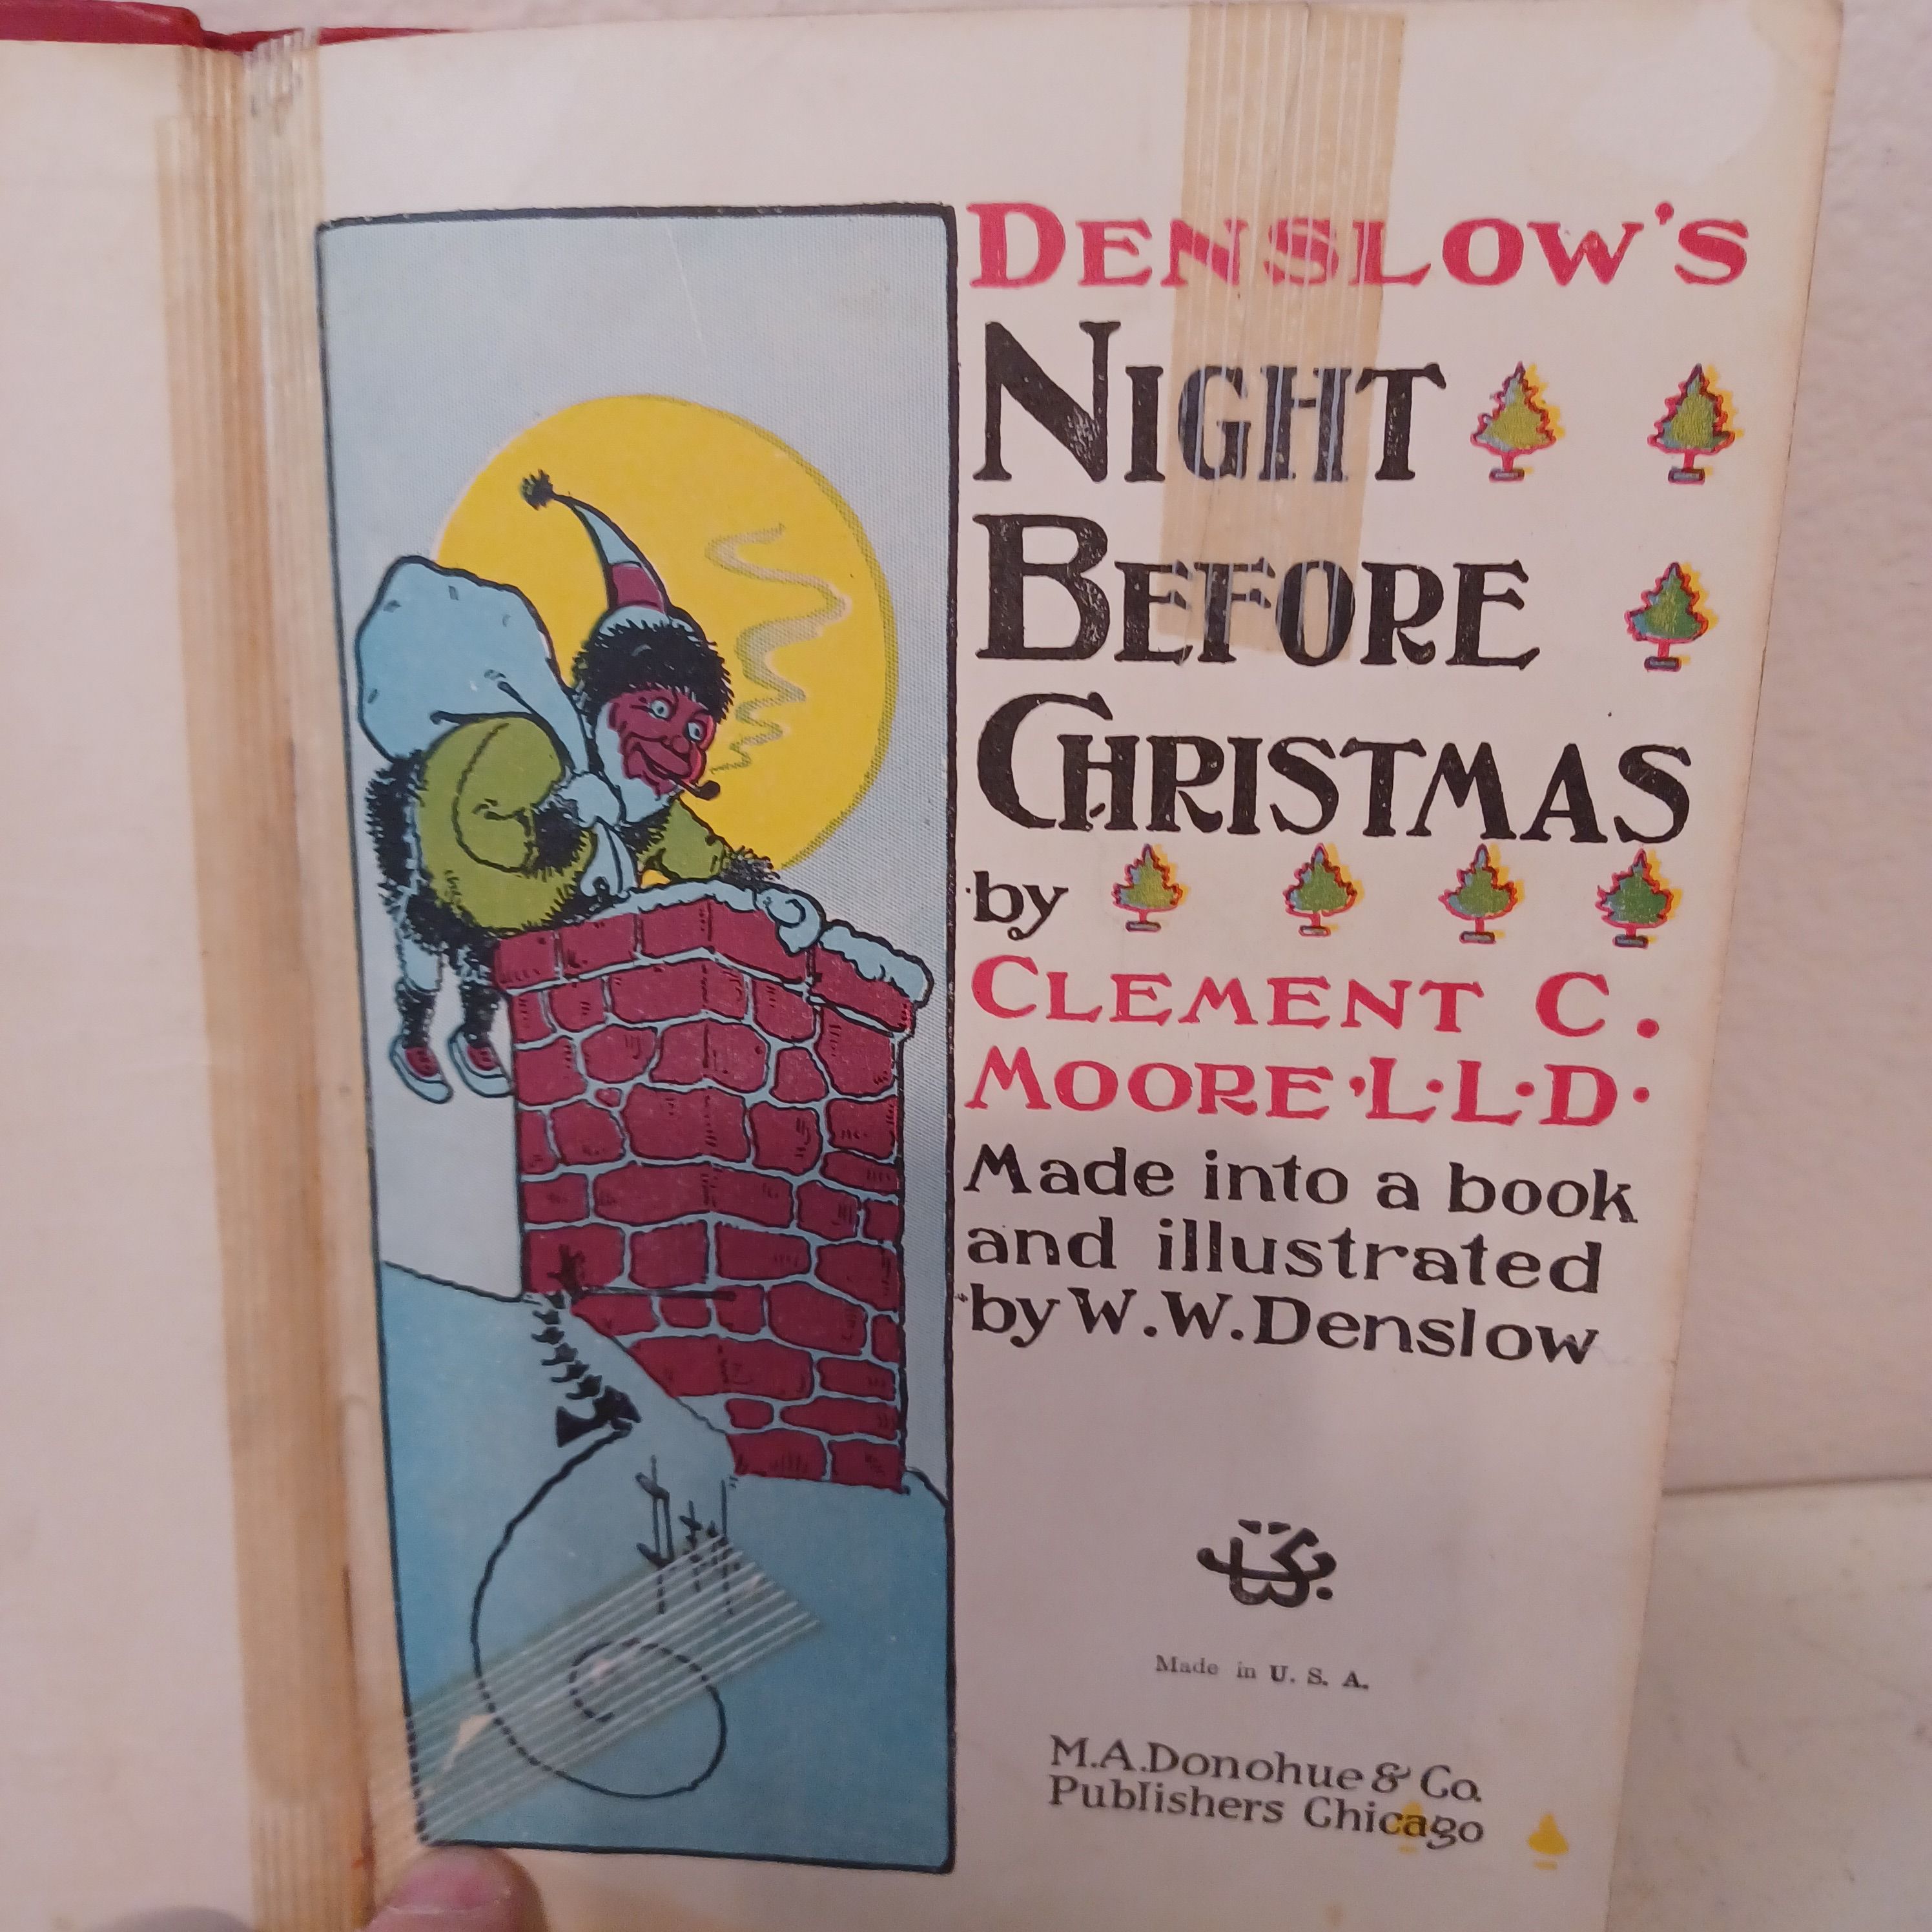 DENSLOW'S
NIGHT
BEFORE
CHRISTMAS
by
CLEMENT C.
MOORE·L·L·D·
Made into a book
and illustrated
by W.W.Denslow
Made in U. S. A.
M.A.Donohue & Co.
Publishers Chicago